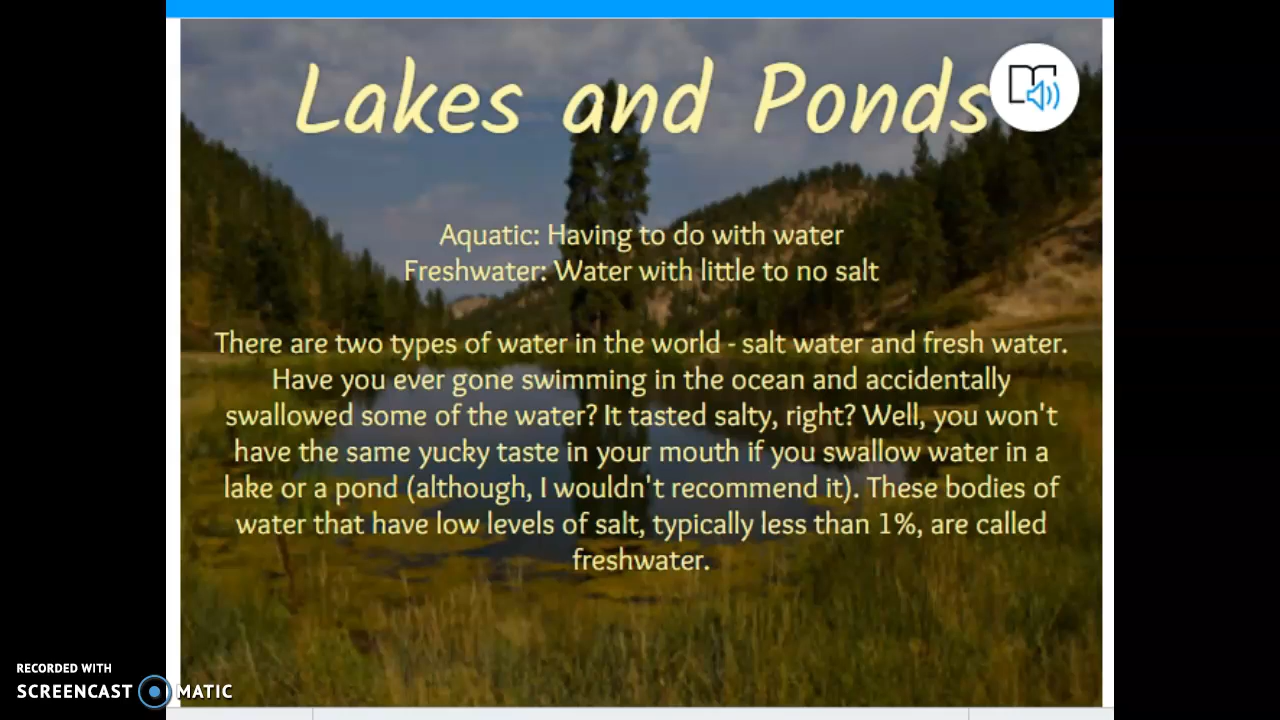 Lakes and Ponds
Aquatic: Having to do with water
Freshwater: Water with little to no salt
There are two types of water in the world - salt water and fresh water.
Have you ever gone swimming in the ocean and accidentally
swallowed some of the water? It tasted salty, right? Well, you won't
have the same yucky taste in your mouth if you swallow water in a
lake or a pond (although, I wouldn't recommend it). These bodies of
water that have low levels of salt, typically less than 1%, are called
freshwater.
RECORDED WITH
SCREENCAST MATIC